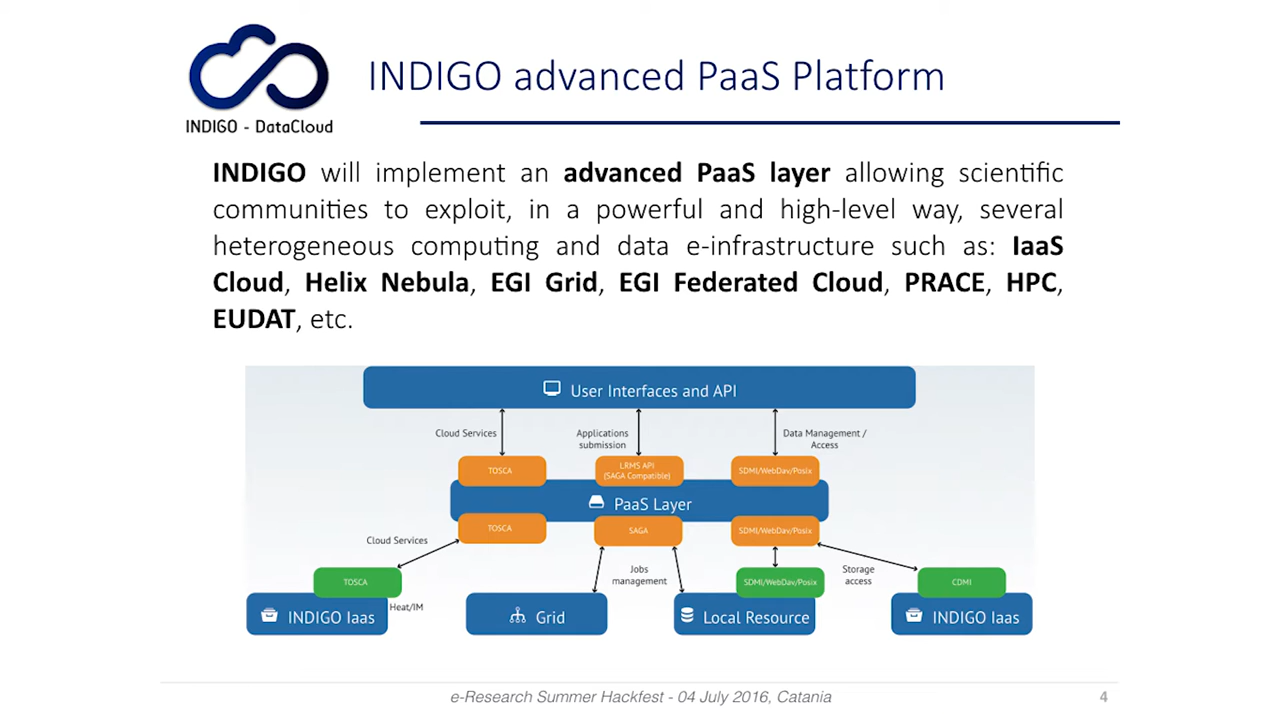 INDIGO - DataCloud
INDIGO advanced PaaS Platform
INDIGO will implement an advanced PaaS layer allowing scientific
communities to exploit, in a powerful and high-level way, several
heterogeneous computing and data e-infrastructure such as: IaaS
Cloud, Helix Nebula, EGI Grid, EGI Federated Cloud, PRACE, HPC,
EUDAT, etc.
User Interfaces and API
Cloud Services
Applications
submission
Data Management /
Access
TOSCA
LRMS API
(SAGA Compatible)
SDMI/WebDav/Posix
PaaS Layer
TOSCA
SAGA
SDMI/WebDav/Posix
Cloud Services
Jobs
management
Storage
access
TOSCA
SDMI/WebDav/Posix
CDMI
Heat/IM
INDIGO Iaas
Grid
Local Resource
INDIGO Iaas
e-Research Summer Hackfest - 04 July 2016, Catania
4